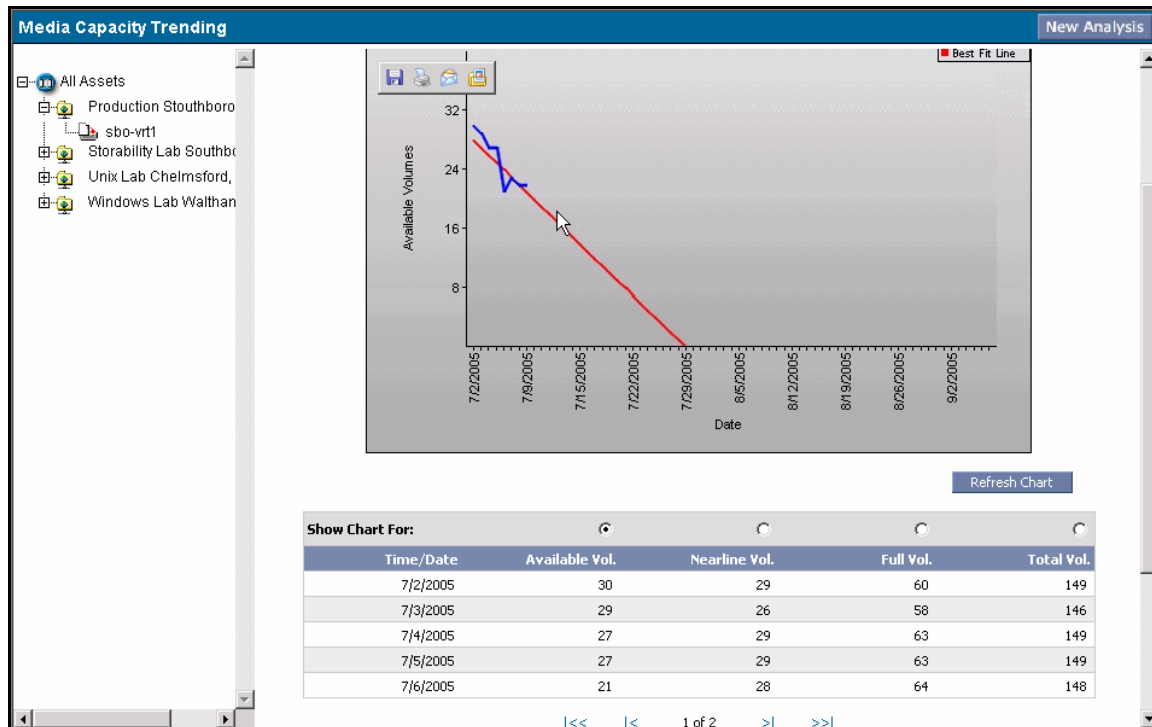 Media Capacity Trending
New Analysis
All Assets
Production Stouthboro
sbo-vrt1
Storability Lab Southbo
Unix Lab Chelmsford,
Windows Lab Walthan
Best Fit Line
32
24
16
8
Available Volumes
7/2/2005 7/9/2005 7/15/2005 7/22/2005 7/29/2005 8/5/2005 8/12/2005 8/19/2005 8/26/2005 9/2/2005
Date
Refresh Chart
Show Chart For:
Time/Date Available Vol. Nearline Vol. Full Vol. Total Vol.
7/2/2005 30 29 60 149
7/3/2005 29 26 58 146
7/4/2005 27 29 63 149
7/5/2005 27 29 63 149
7/6/2005 21 28 64 148
|<< |< 1 of 2 >| >>|